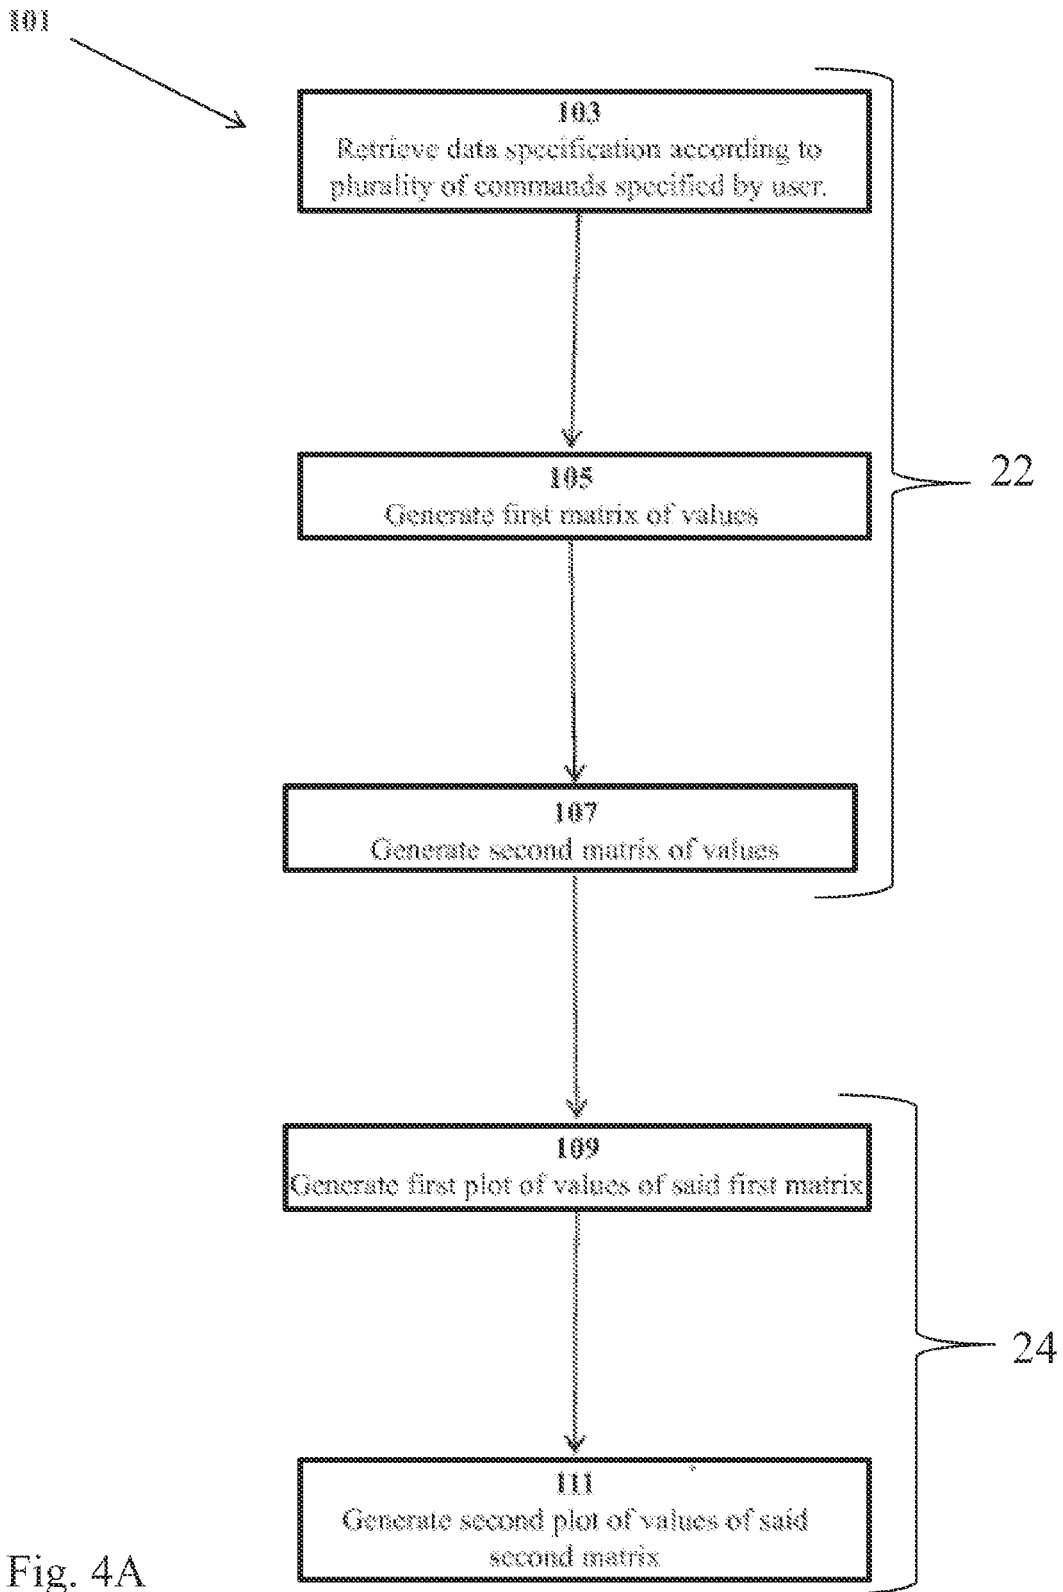 101
103
Retrieve data specification according to
plurality of commands specified by user.
105
Generate first matrix of values
22
107
Generate second matrix of values
109
Generate first plot of values of said first matrix
24
111
Generate second plot of values of said
second matrix
Fig. 4A